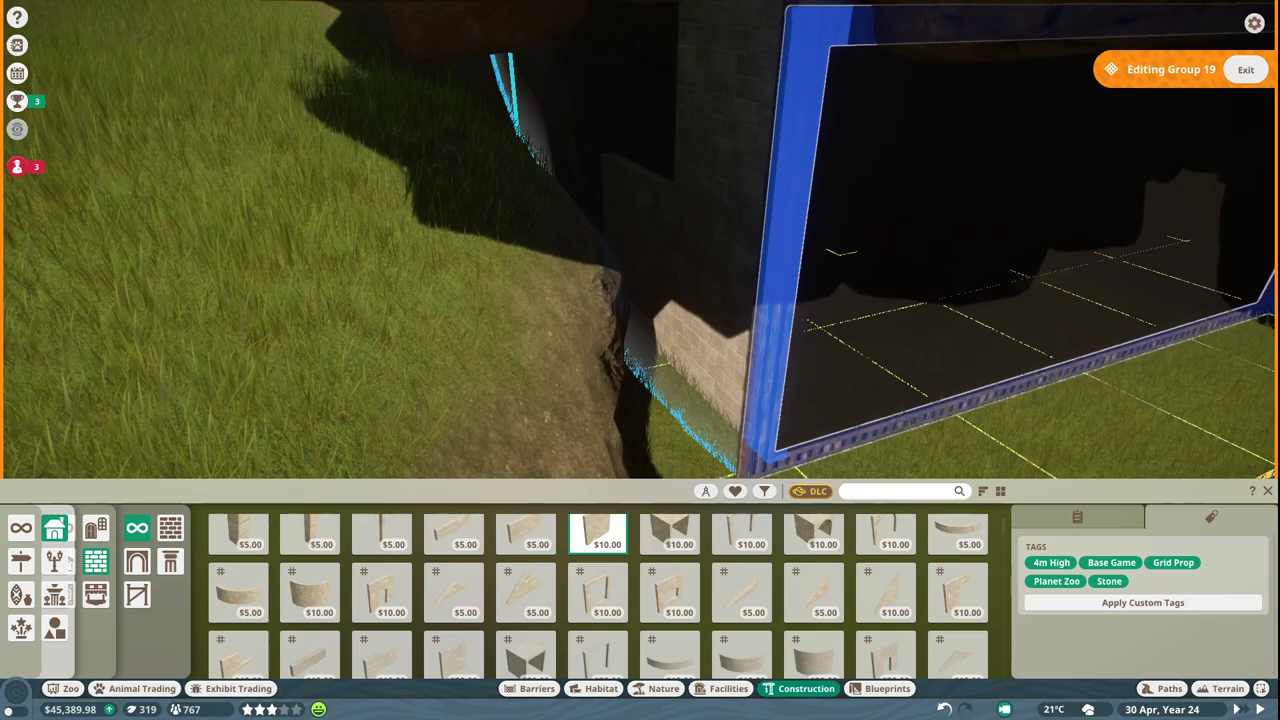 ?
Editing Group 19
Exit
3
3
DLC
? ×
$5.00 $5.00 $5.00 $5.00 $5.00 $10.00 $10.00 $10.00 $10.00 $10.00 $5.00
# # # # # # # # # # #
$5.00 $10.00 $10.00 $5.00 $5.00 $10.00 $10.00 $5.00 $5.00 $10.00 $10.00
# # # # # # # # # # #
TAGS
4m High Base Game Grid Prop
Planet Zoo Stone
Apply Custom Tags
Zoo Animal Trading Exhibit Trading Barriers Habitat Nature Facilities Construction Blueprints Paths Terrain
$45,389.98 319 767 21°C 30 Apr, Year 24